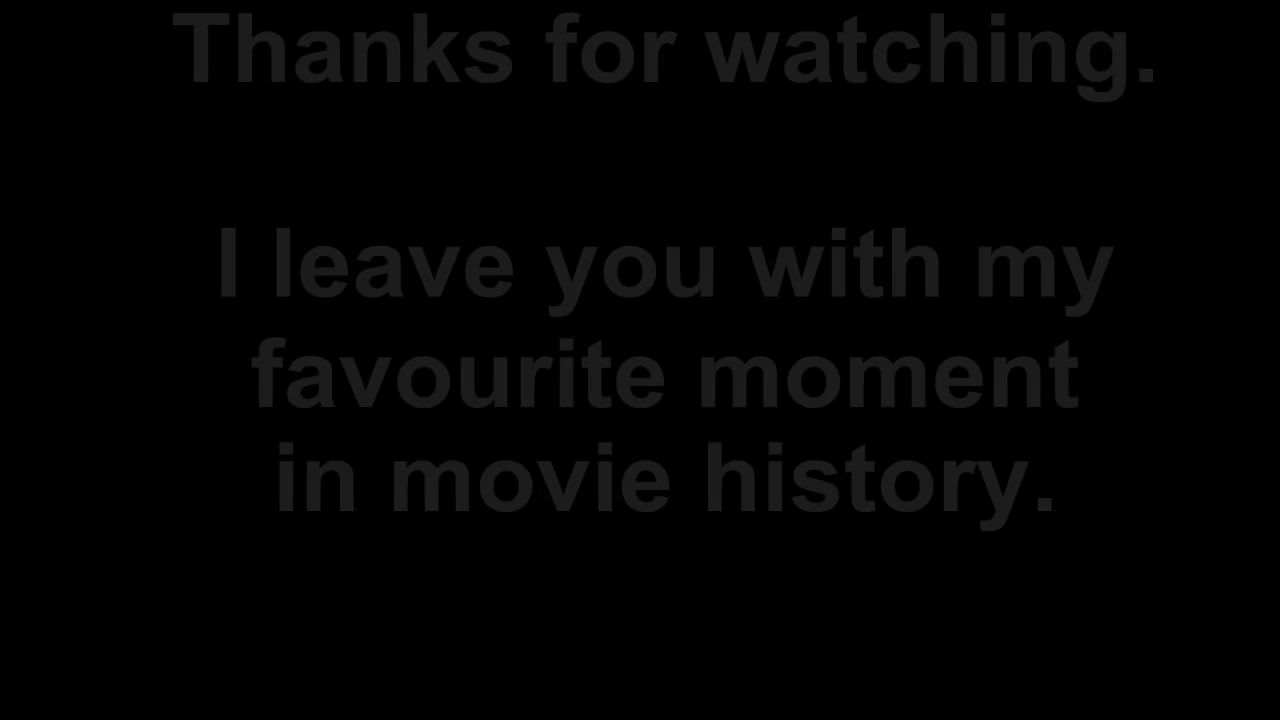 Thanks for watching.
I leave you with my
favourite moment
in movie history.